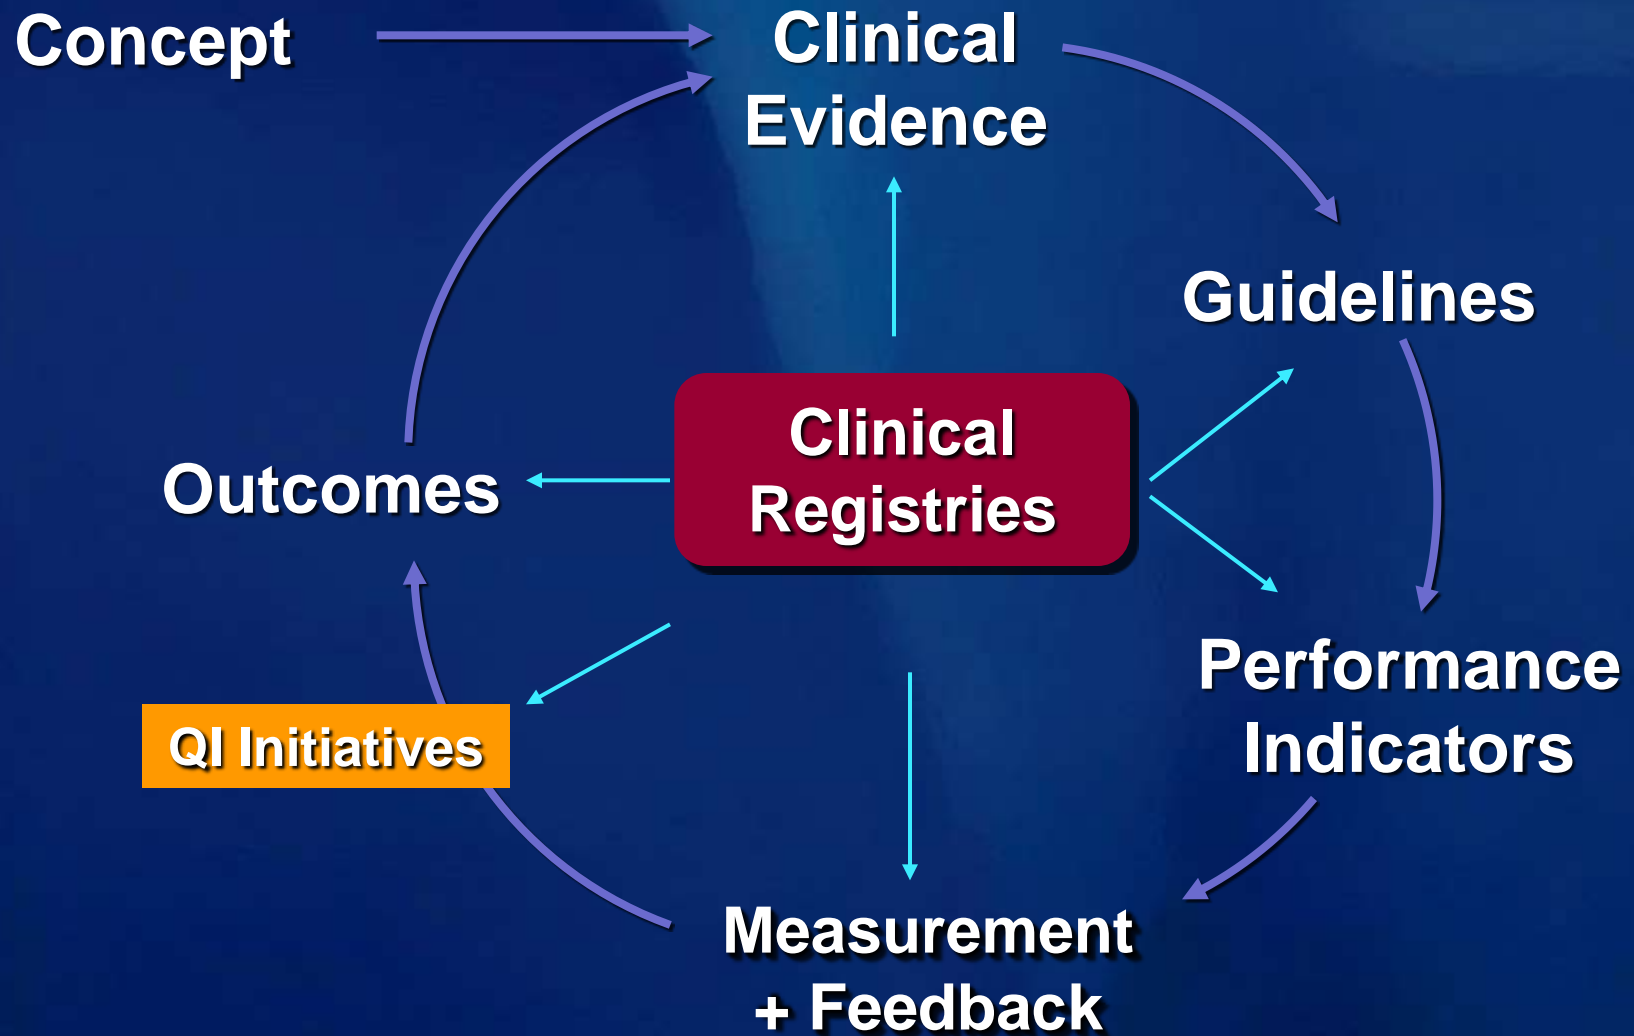 Concept
Clinical
Evidence
Guidelines
Clinical
Registries
Outcomes
Performance
Indicators
QI Initiatives
Measurement
+ Feedback